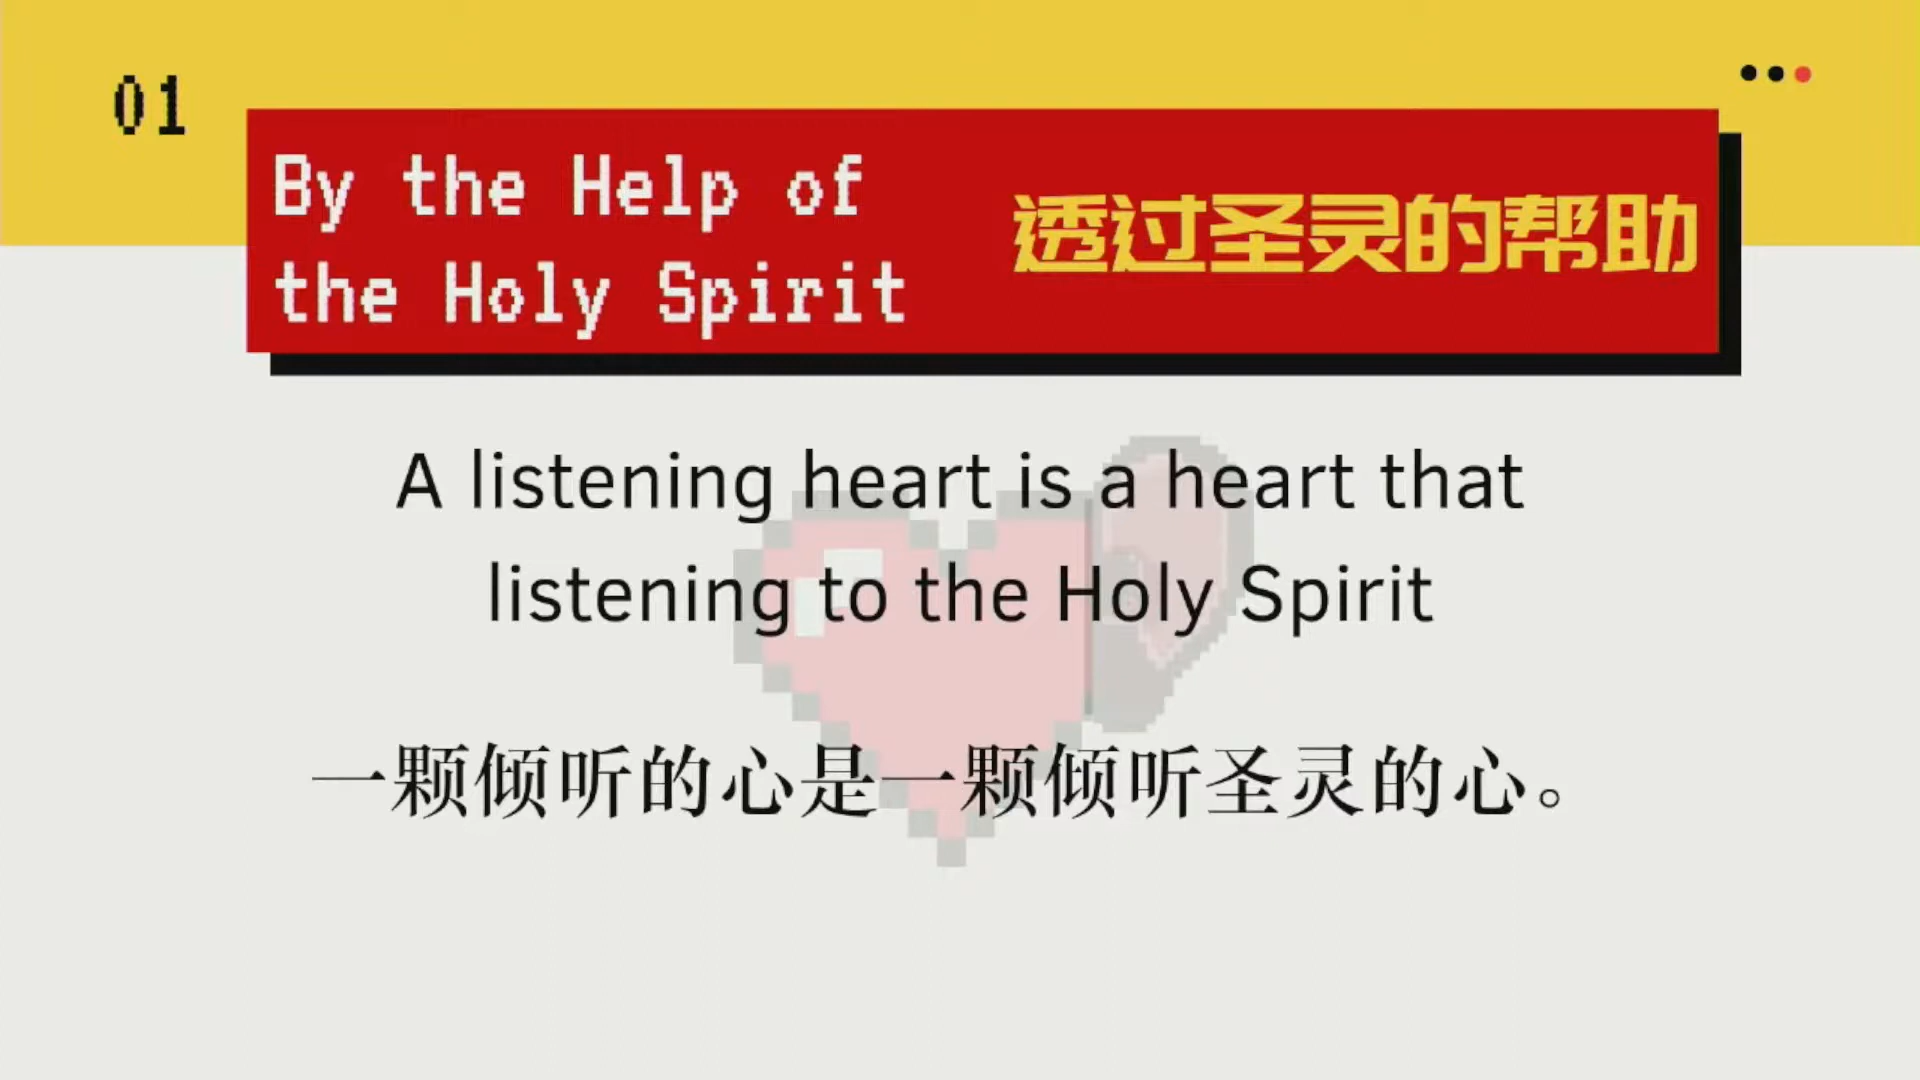 01
By the Help of
the Holy Spirit
透过圣灵的帮助
A listening heart is a heart that
listening to the Holy Spirit
一颗倾听的心是一颗倾听圣灵的心。